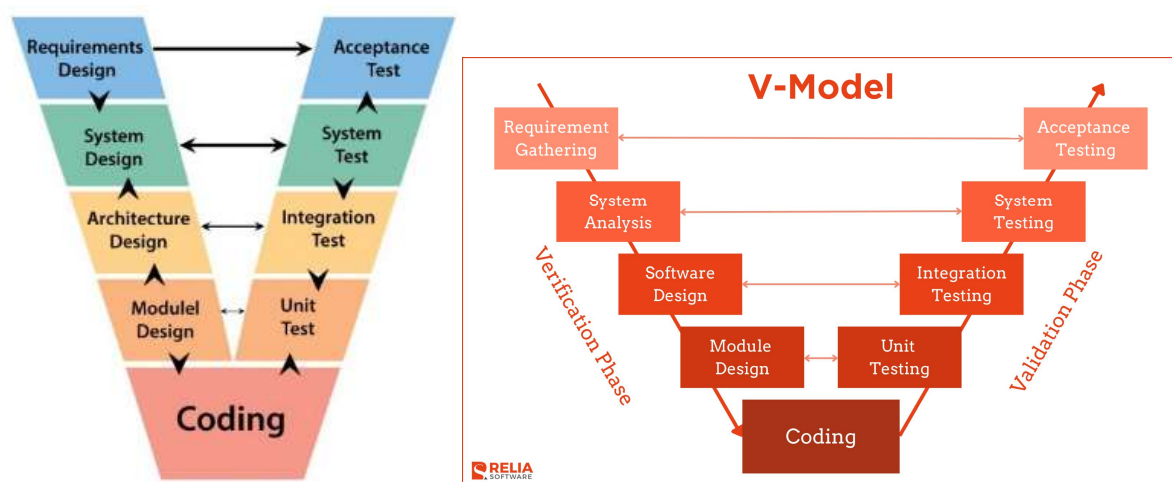 Requirements
Design
Acceptance
Test
System
Design
System
Test
Architecture
Design
Integration
Test
Modulel
Design
Unit
Test
Coding
V-Model
Requirement
Gathering
Acceptance
Testing
System
Analysis
System
Testing
Software
Design
Integration
Testing
Module
Design
Unit
Testing
Coding
Verification Phase
Validation Phase
RELIA
SOFTWARE